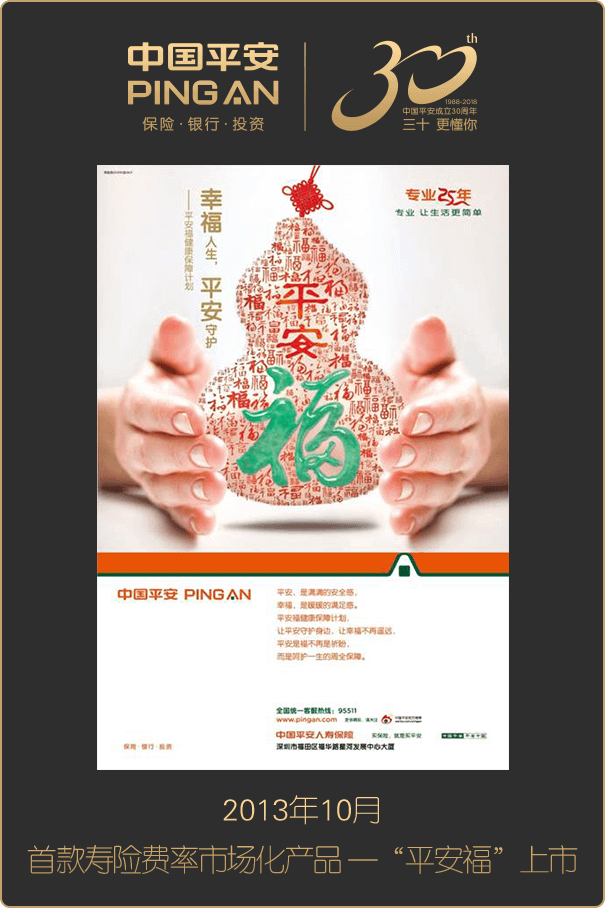 中国平安
PING AN
保险·银行·投资
30th
1988-2018
中国平安成立30周年
三十 更懂你
专业25年
专业 让生活更简单
幸福人生，平安守护
——平安福健康保障计划
平安
福
中国平安 PING AN
平安，是满满的安全感，
幸福，是暖暖的满足感。
平安福健康保障计划，
让平安守护身边，让幸福不再遥远，
平安是福不再是祈盼，
而是呵护一生的周全保障。
全国统一客服热线：95511
www.pingan.com
中国平安人寿保险 买保险，就是买平安
深圳市福田区福华路星河发展中心大厦
保险·银行·投资
2013年10月
首款寿险费率市场化产品 —“平安福”上市